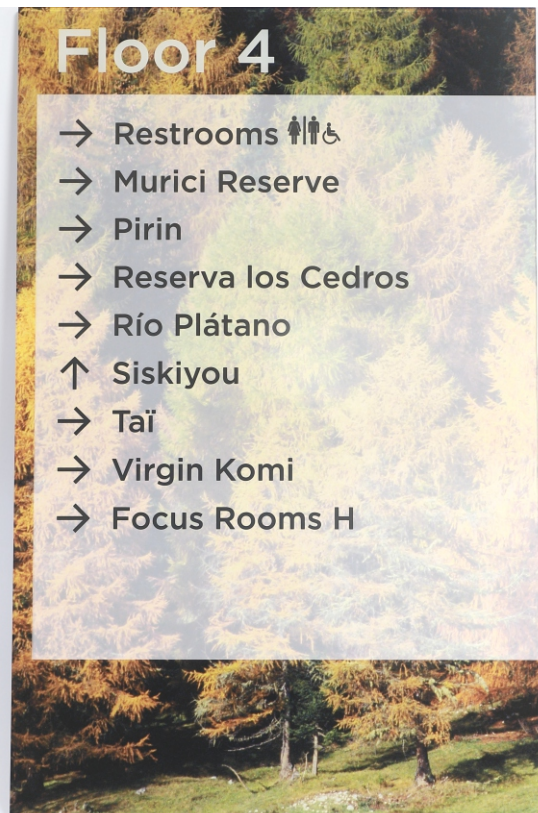 Floor 4
→ Restrooms
→ Murici Reserve
→ Pirin
→ Reserva los Cedros
→ Río Plátano
↑ Siskiyou
→ Taï
→ Virgin Komi
→ Focus Rooms H